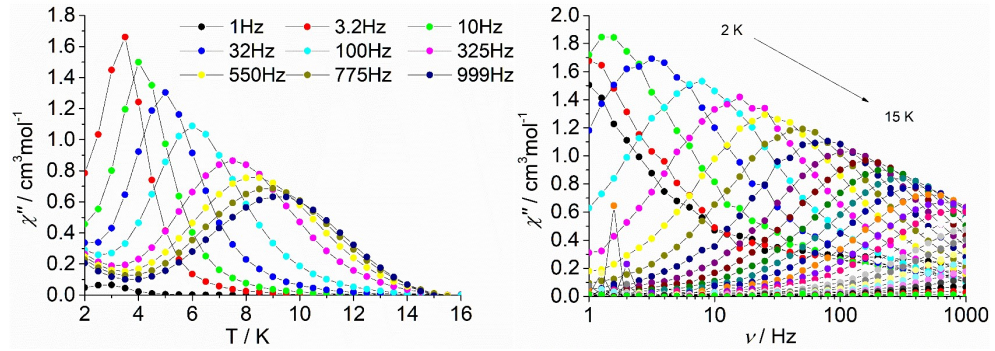 1.8
1.6
1.4
1.2
1.0
0.8
0.6
0.4
0.2
0.0
χ″ / cm³mol⁻¹
1Hz 3.2Hz 10Hz
32Hz 100Hz 325Hz
550Hz 775Hz 999Hz
2 4 6 8 10 12 14 16
T / K
2.0
1.8
1.6
1.4
1.2
1.0
0.8
0.6
0.4
0.2
0.0
χ″ / cm³mol⁻¹
2 K
15 K
1 10 100 1000
ν / Hz